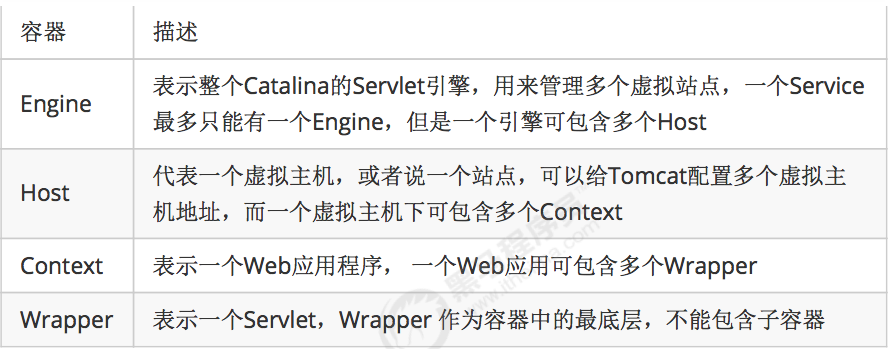 容器 描述
Engine
表示整个Catalina的Servlet引擎，用来管理多个虚拟站点，一个Service
最多只能有一个Engine，但是一个引擎可包含多个Host
Host
代表一个虚拟主机，或者说一个站点，可以给Tomcat配置多个虚拟主
机地址，而一个虚拟主机下可包含多个Context
Context 表示一个Web应用程序， 一个Web应用可包含多个Wrapper
Wrapper 表示一个Servlet，Wrapper 作为容器中的最底层，不能包含子容器
黑马程序员